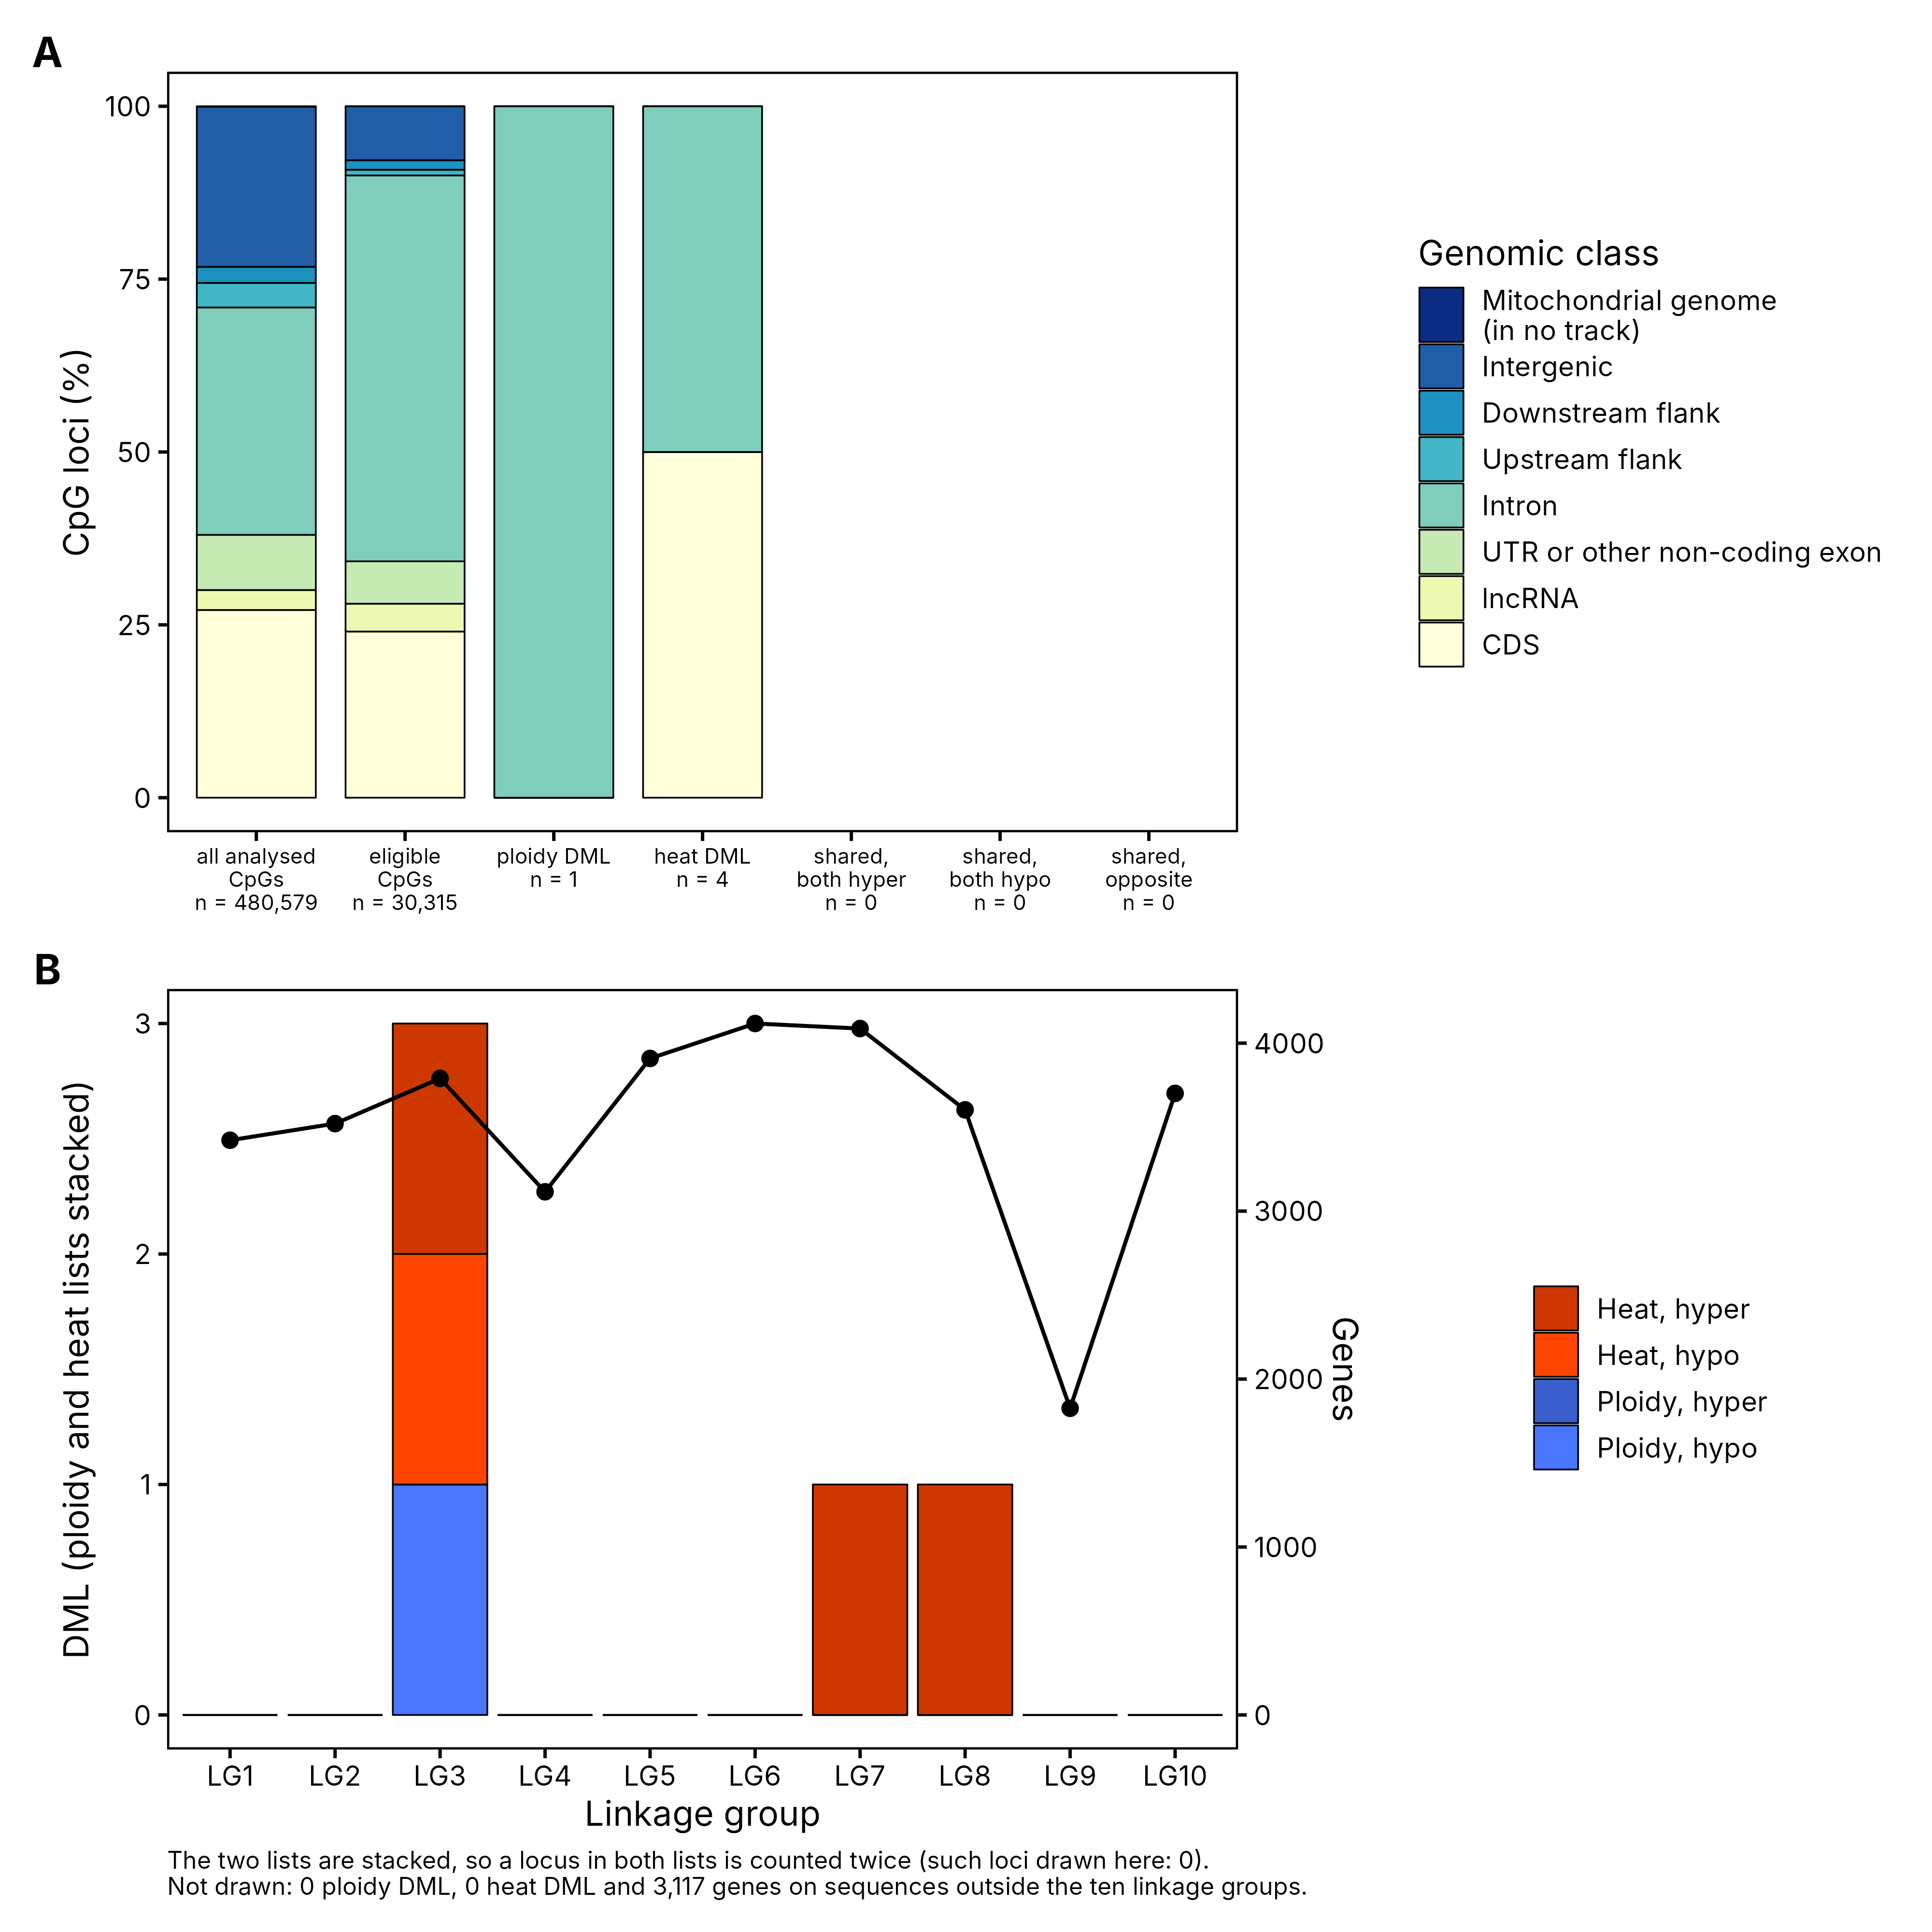 A
CpG loci (%)
100
75
50
25
0
all analysed
CpGs
n = 480,579
eligible
CpGs
n = 30,315
ploidy DML
n = 1
heat DML
n = 4
shared,
both hyper
n = 0
shared,
both hypo
n = 0
shared,
opposite
n = 0
Genomic class
Mitochondrial genome
(in no track)
Intergenic
Downstream flank
Upstream flank
Intron
UTR or other non-coding exon
lncRNA
CDS
B
DML (ploidy and heat lists stacked)
3
2
1
0
4000
3000
2000
1000
0
Genes
LG1
LG2
LG3
LG4
LG5
LG6
LG7
LG8
LG9
LG10
Linkage group
Heat, hyper
Heat, hypo
Ploidy, hyper
Ploidy, hypo
The two lists are stacked, so a locus in both lists is counted twice (such loci drawn here: 0).
Not drawn: 0 ploidy DML, 0 heat DML and 3,117 genes on sequences outside the ten linkage groups.